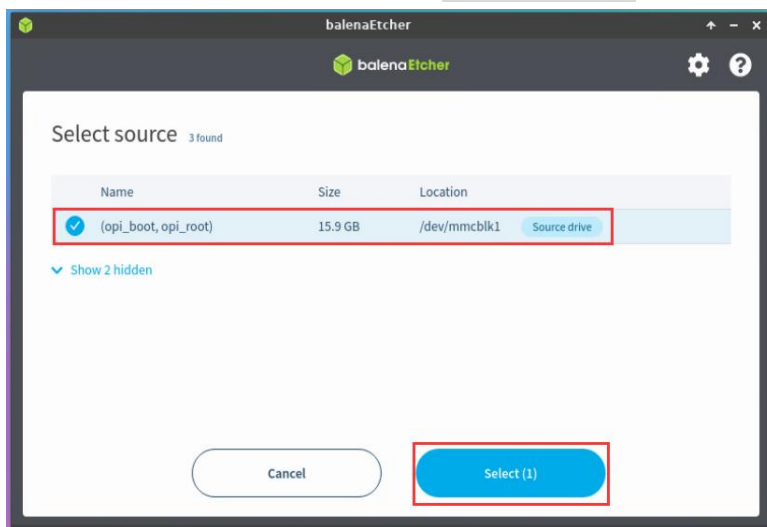 balenaEtcher
balenaEtcher
Select source 3 found
Name Size Location
(opi_boot, opi_root) 15.9 GB /dev/mmcblk1 Source drive
Show 2 hidden
Cancel Select (1)